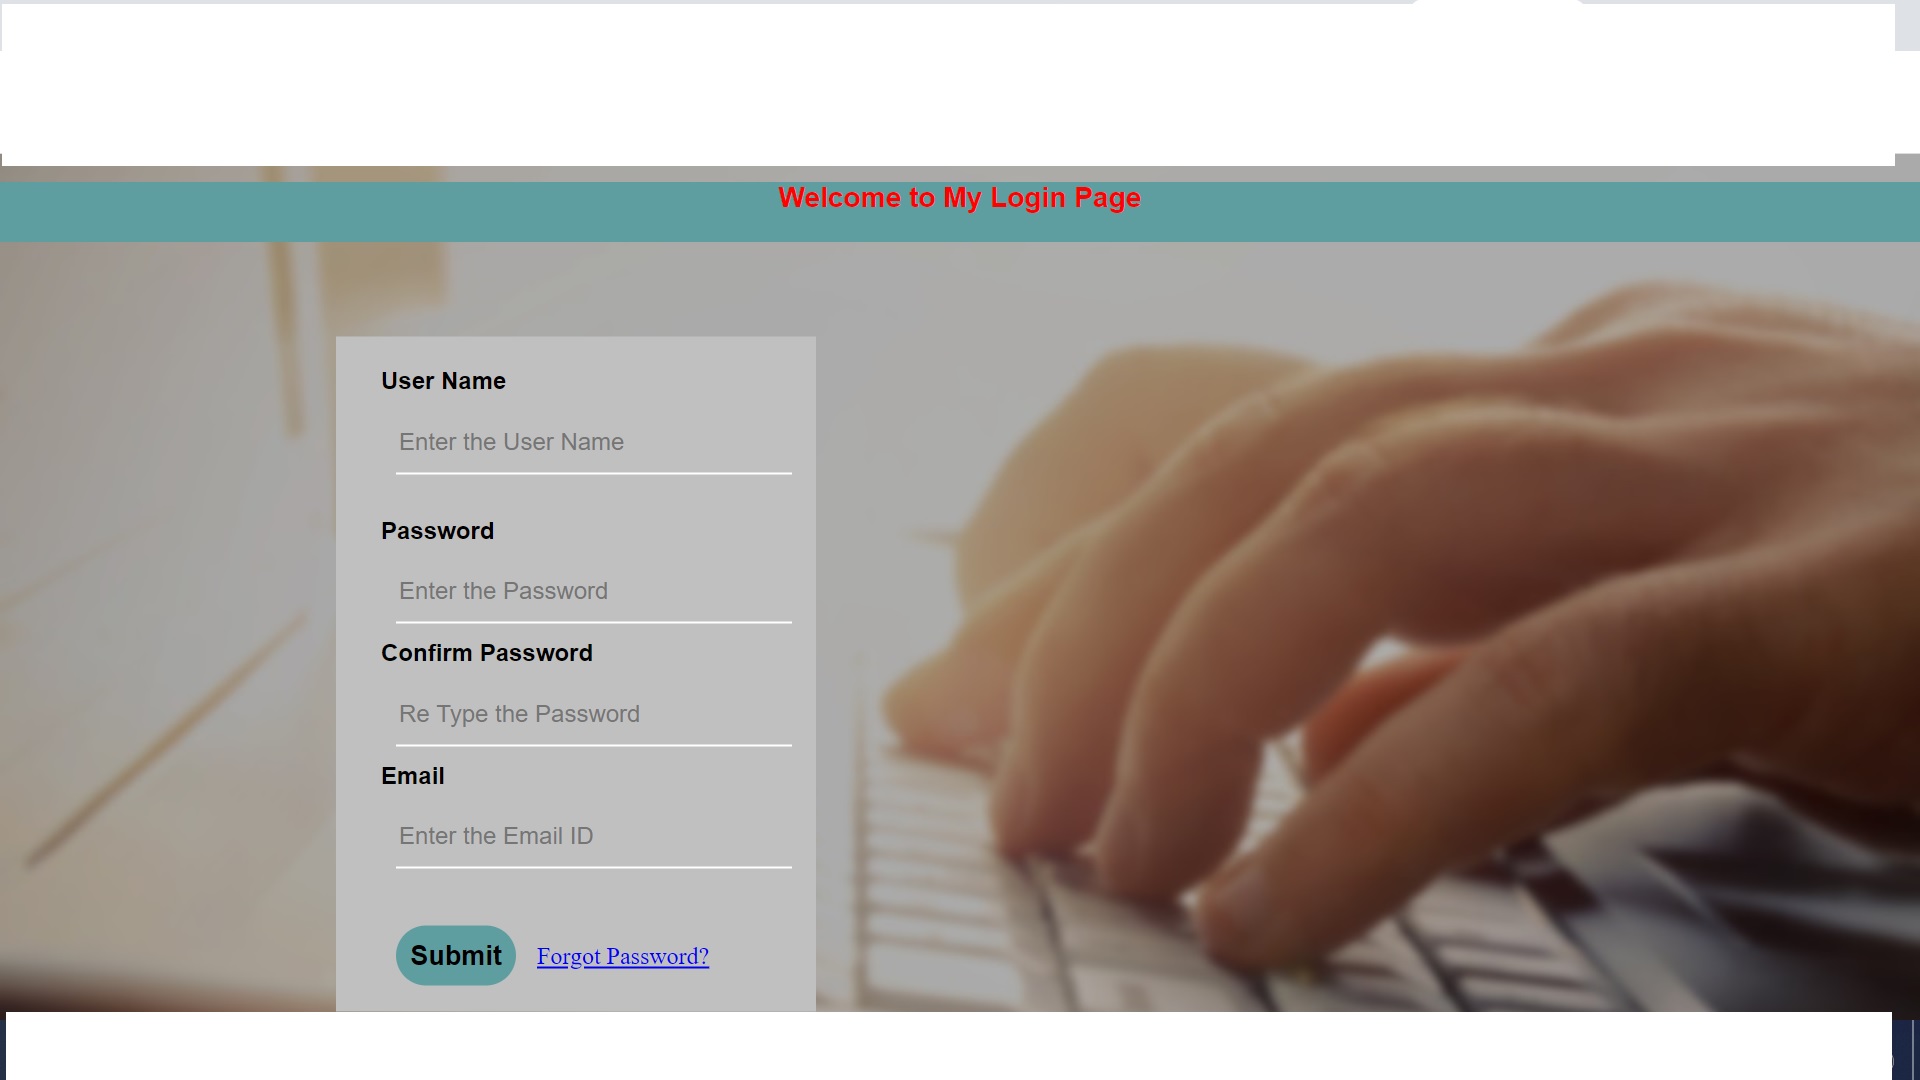 Welcome to My Login Page
User Name
Enter the User Name
Password
Enter the Password
Confirm Password
Re Type the Password
Email
Enter the Email ID
Submit Forgot Password?